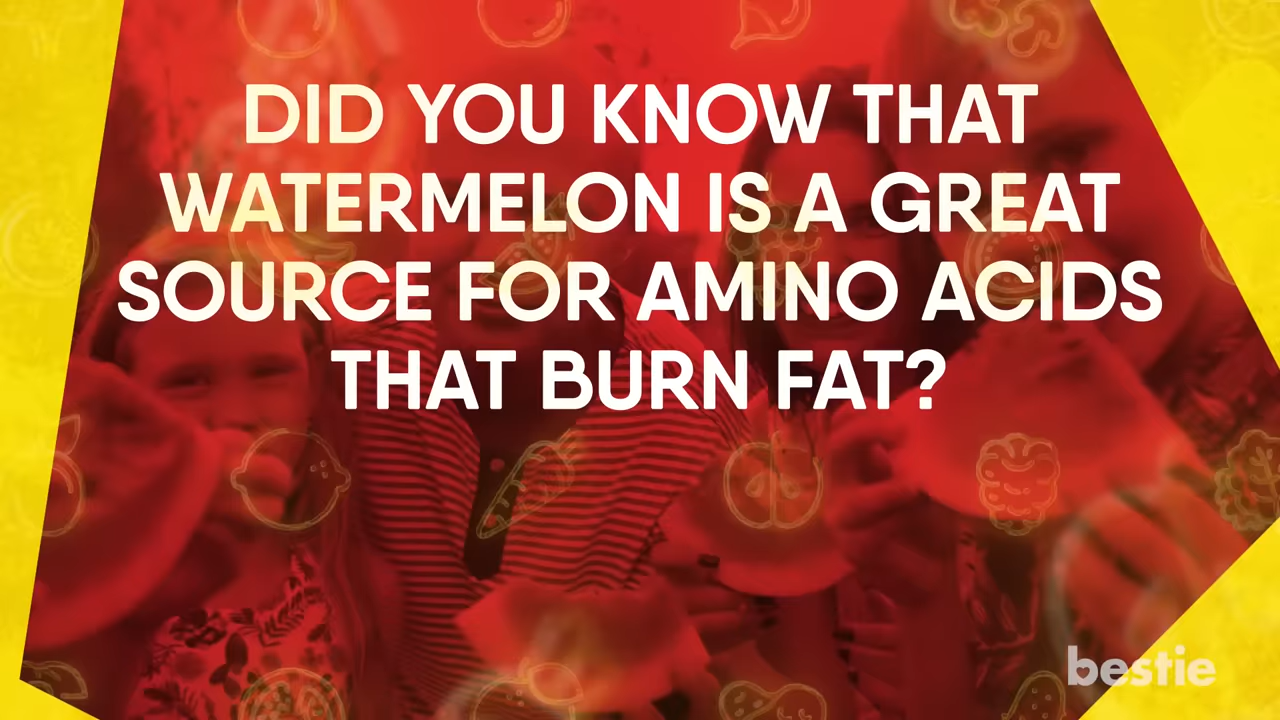 DID YOU KNOW THAT
WATERMELON IS A GREAT
SOURCE FOR AMINO ACIDS
THAT BURN FAT?
bestie